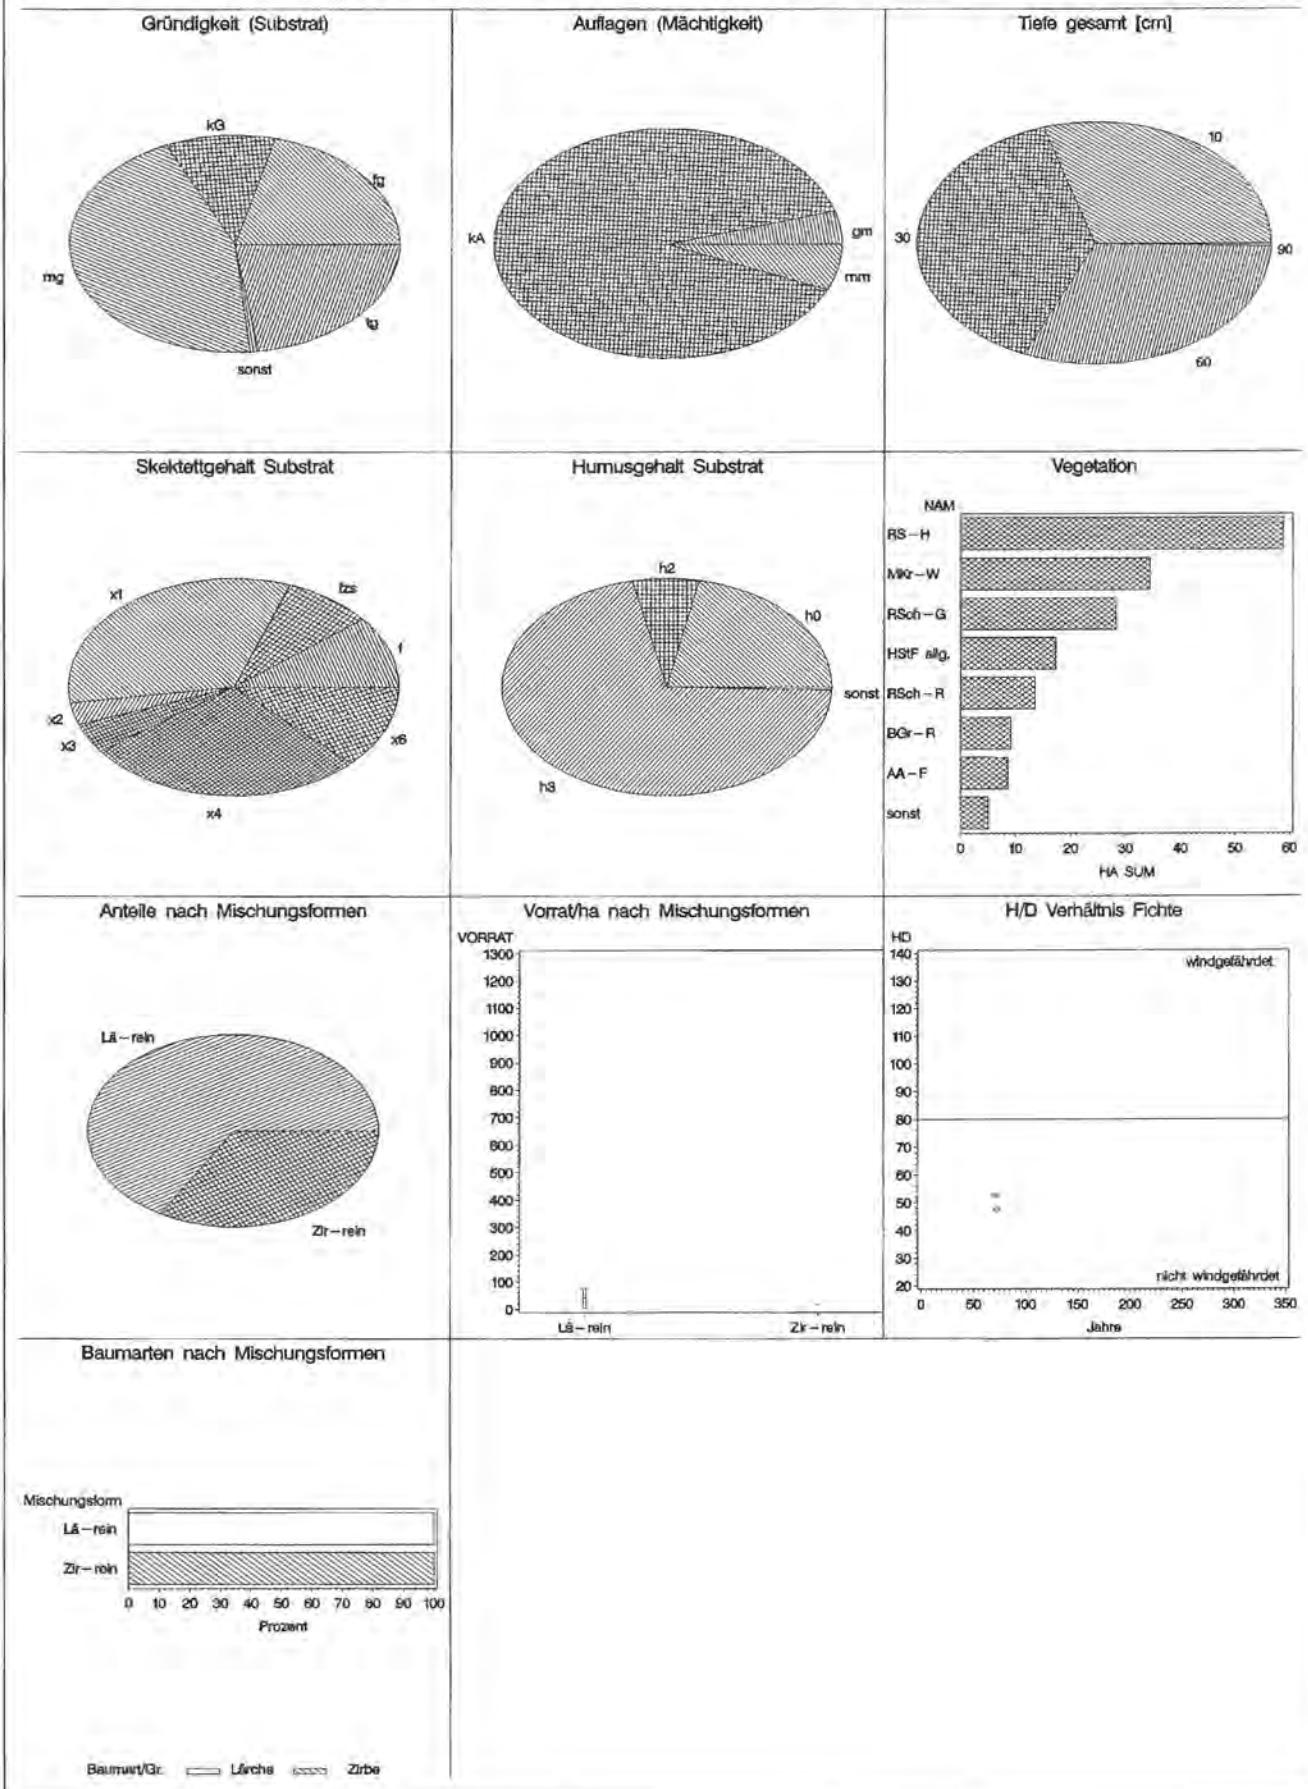 Gründigkeit (Substrat)
kG
fg
mg
tg
sonst
Auflagen (Mächtigkeit)
kA
gm
mm
Tiefe gesamt [cm]
10
30
90
60
Skektettgehalt Substrat
x1
fzs
f
x2
x3
x6
x4
Humusgehalt Substrat
h2
h0
sonst
h3
Vegetation
NAM
RS-H
MKr-W
RSch-G
HStF allg.
RSch-R
BGr-R
AA-F
sonst
0 10 20 30 40 50 60
HA SUM
Anteile nach Mischungsformen
Lä-rein
Zir-rein
Vorrat/ha nach Mischungsformen
VORRAT
1300
1200
1100
1000
900
800
700
600
500
400
300
200
100
0
Lä-rein Zir-rein
H/D Verhältnis Fichte
HD
140
windgefährdet
130
120
110
100
90
80
70
60
50
40
30
nicht windgefährdet
20
0 50 100 150 200 250 300 350
Jahre
Baumarten nach Mischungsformen
Mischungsform
Lä-rein
Zir-rein
0 10 20 30 40 50 60 70 80 90 100
Prozent
Baumart/Gr. Lärche Zirbe